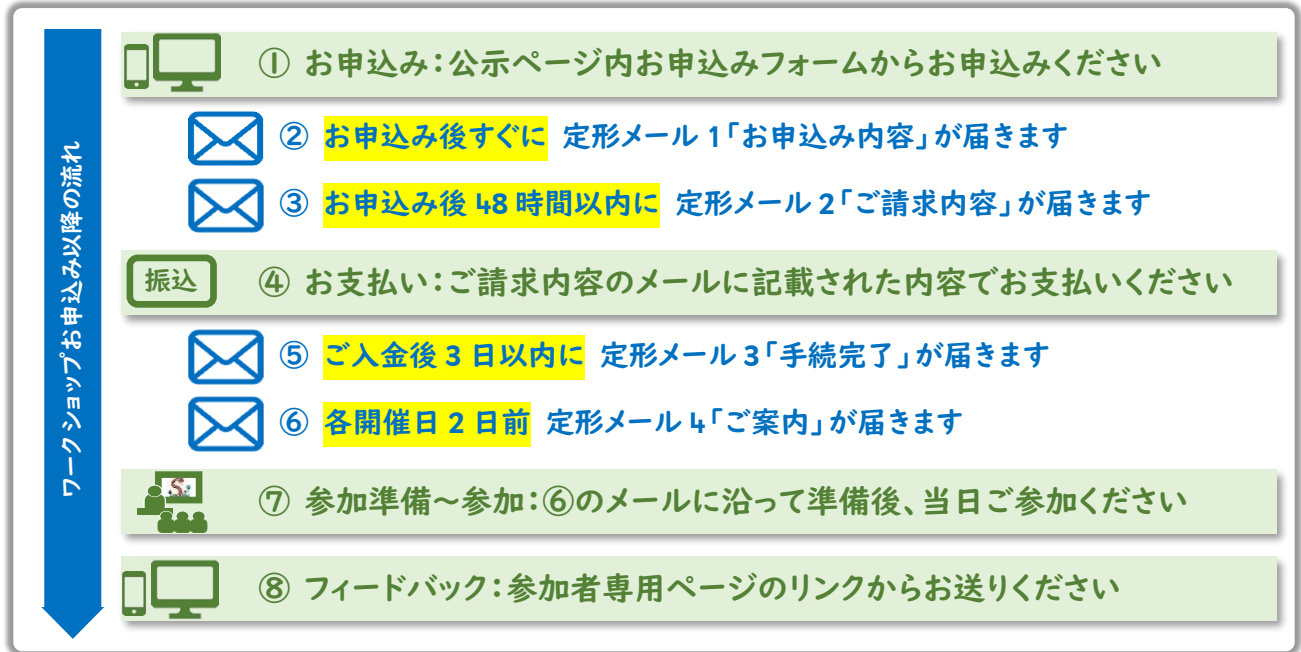 ワークショップお申込み以降の流れ
① お申込み：公示ページ内お申込みフォームからお申込みください
② お申込み後すぐに 定形メール 1「お申込み内容」が届きます
③ お申込み後 48 時間以内に 定形メール 2「ご請求内容」が届きます
振込
④ お支払い：ご請求内容のメールに記載された内容でお支払いください
⑤ ご入金後 3 日以内に 定形メール 3「手続完了」が届きます
⑥ 各開催日 2 日前 定形メール 4「ご案内」が届きます
⑦ 参加準備～参加：⑥のメールに沿って準備後、当日ご参加ください
⑧ フィードバック：参加者専用ページのリンクからお送りください